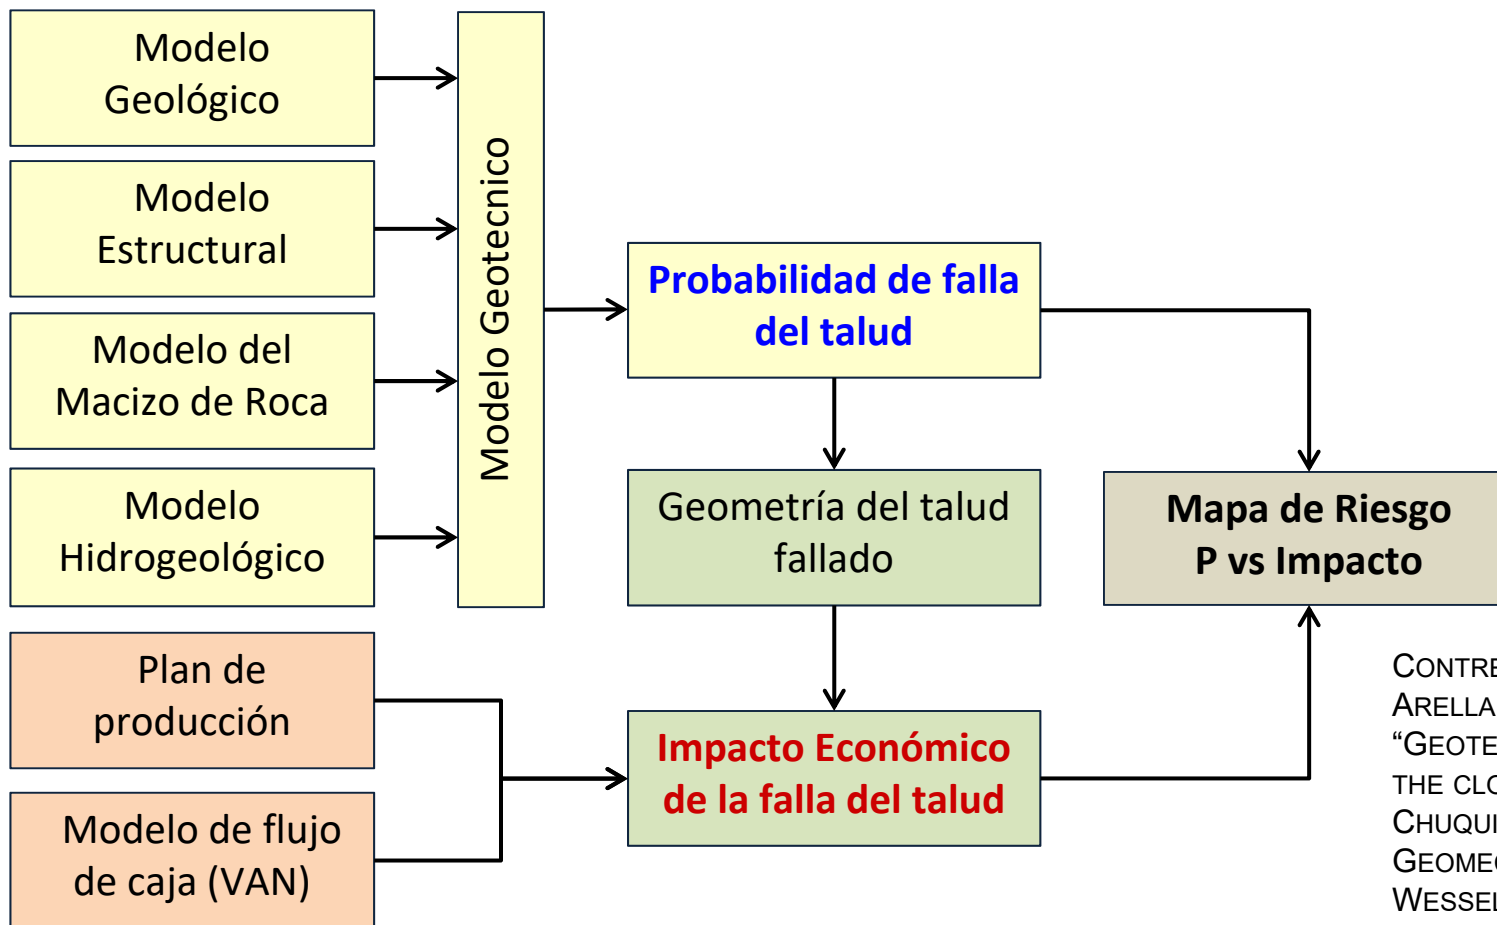 Modelo
Geológico
Modelo
Estructural
Modelo del
Macizo de Roca
Modelo
Hidrogeológico
Plan de
producción
Modelo de flujo
de caja (VAN)
Modelo Geotecnico
Probabilidad de falla
del talud
Geometría del talud
fallado
Impacto Económico
de la falla del talud
Mapa de Riesgo
P vs Impacto
“
THE